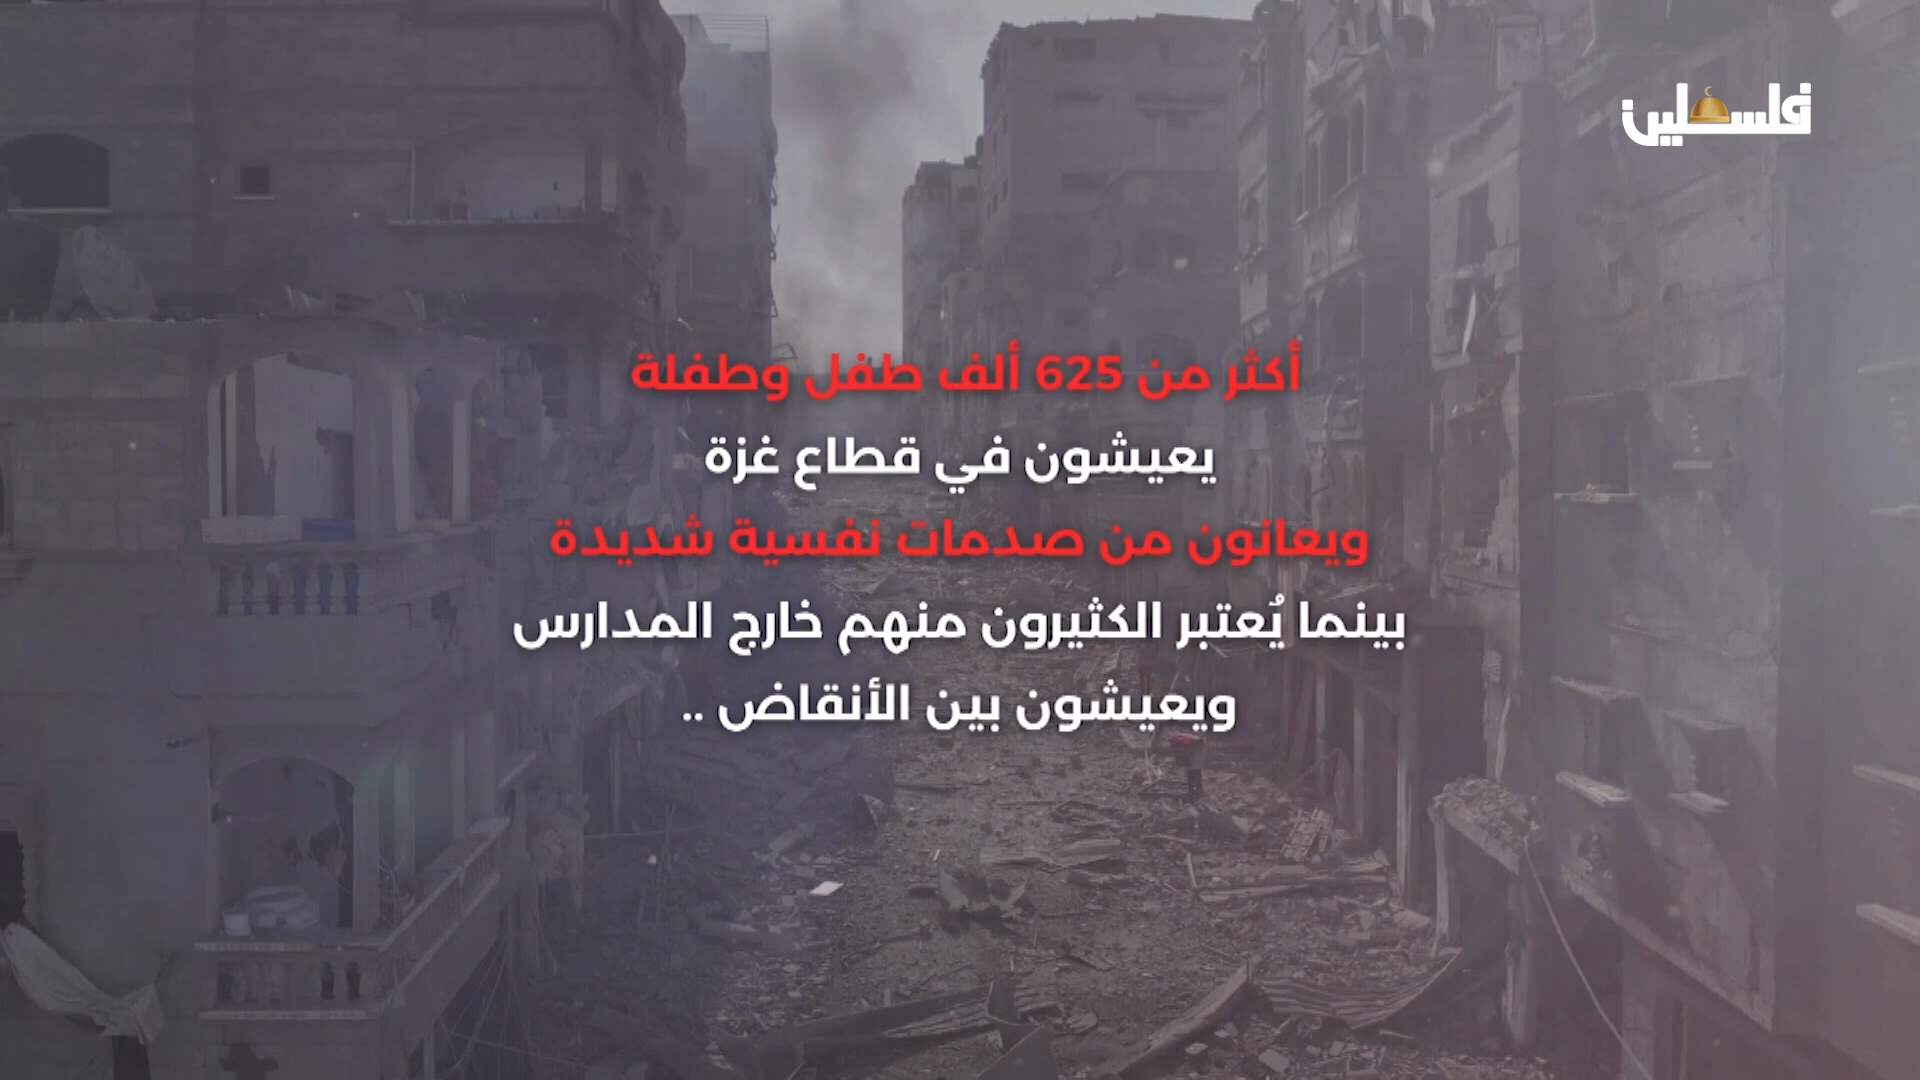 فلسطين
أكثر من 625 ألف طفل وطفلة
يعيشون في قطاع غزة
ويعانون من صدمات نفسية شديدة
بينما يُعتبر الكثيرون منهم خارج المدارس
ويعيشون بين الأنقاض ..